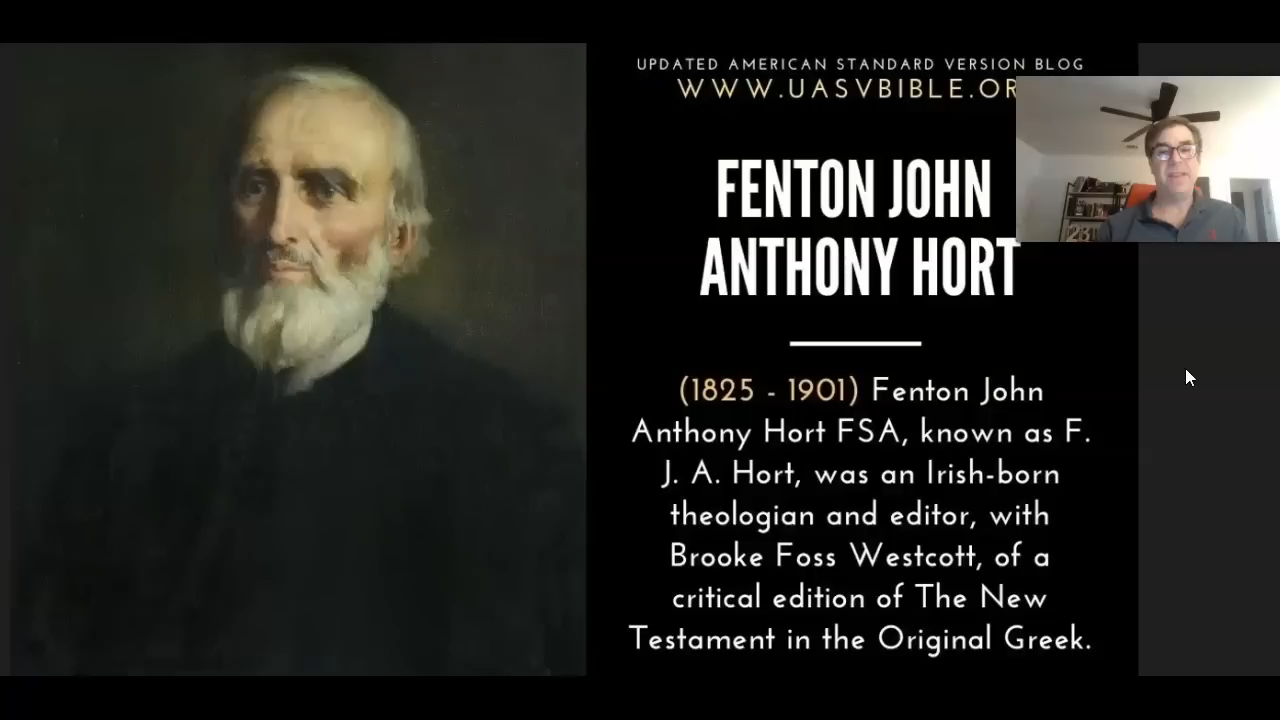 UPDATED AMERICAN STANDARD VERSION BLOG
WWW.UASVBIBLE.OR
FENTON JOHN
ANTHONY HORT
(1825 - 1901) Fenton John
Anthony Hort FSA, known as F.
J. A. Hort, was an Irish-born
theologian and editor, with
Brooke Foss Westcott, of a
critical edition of The New
Testament in the Original Greek.